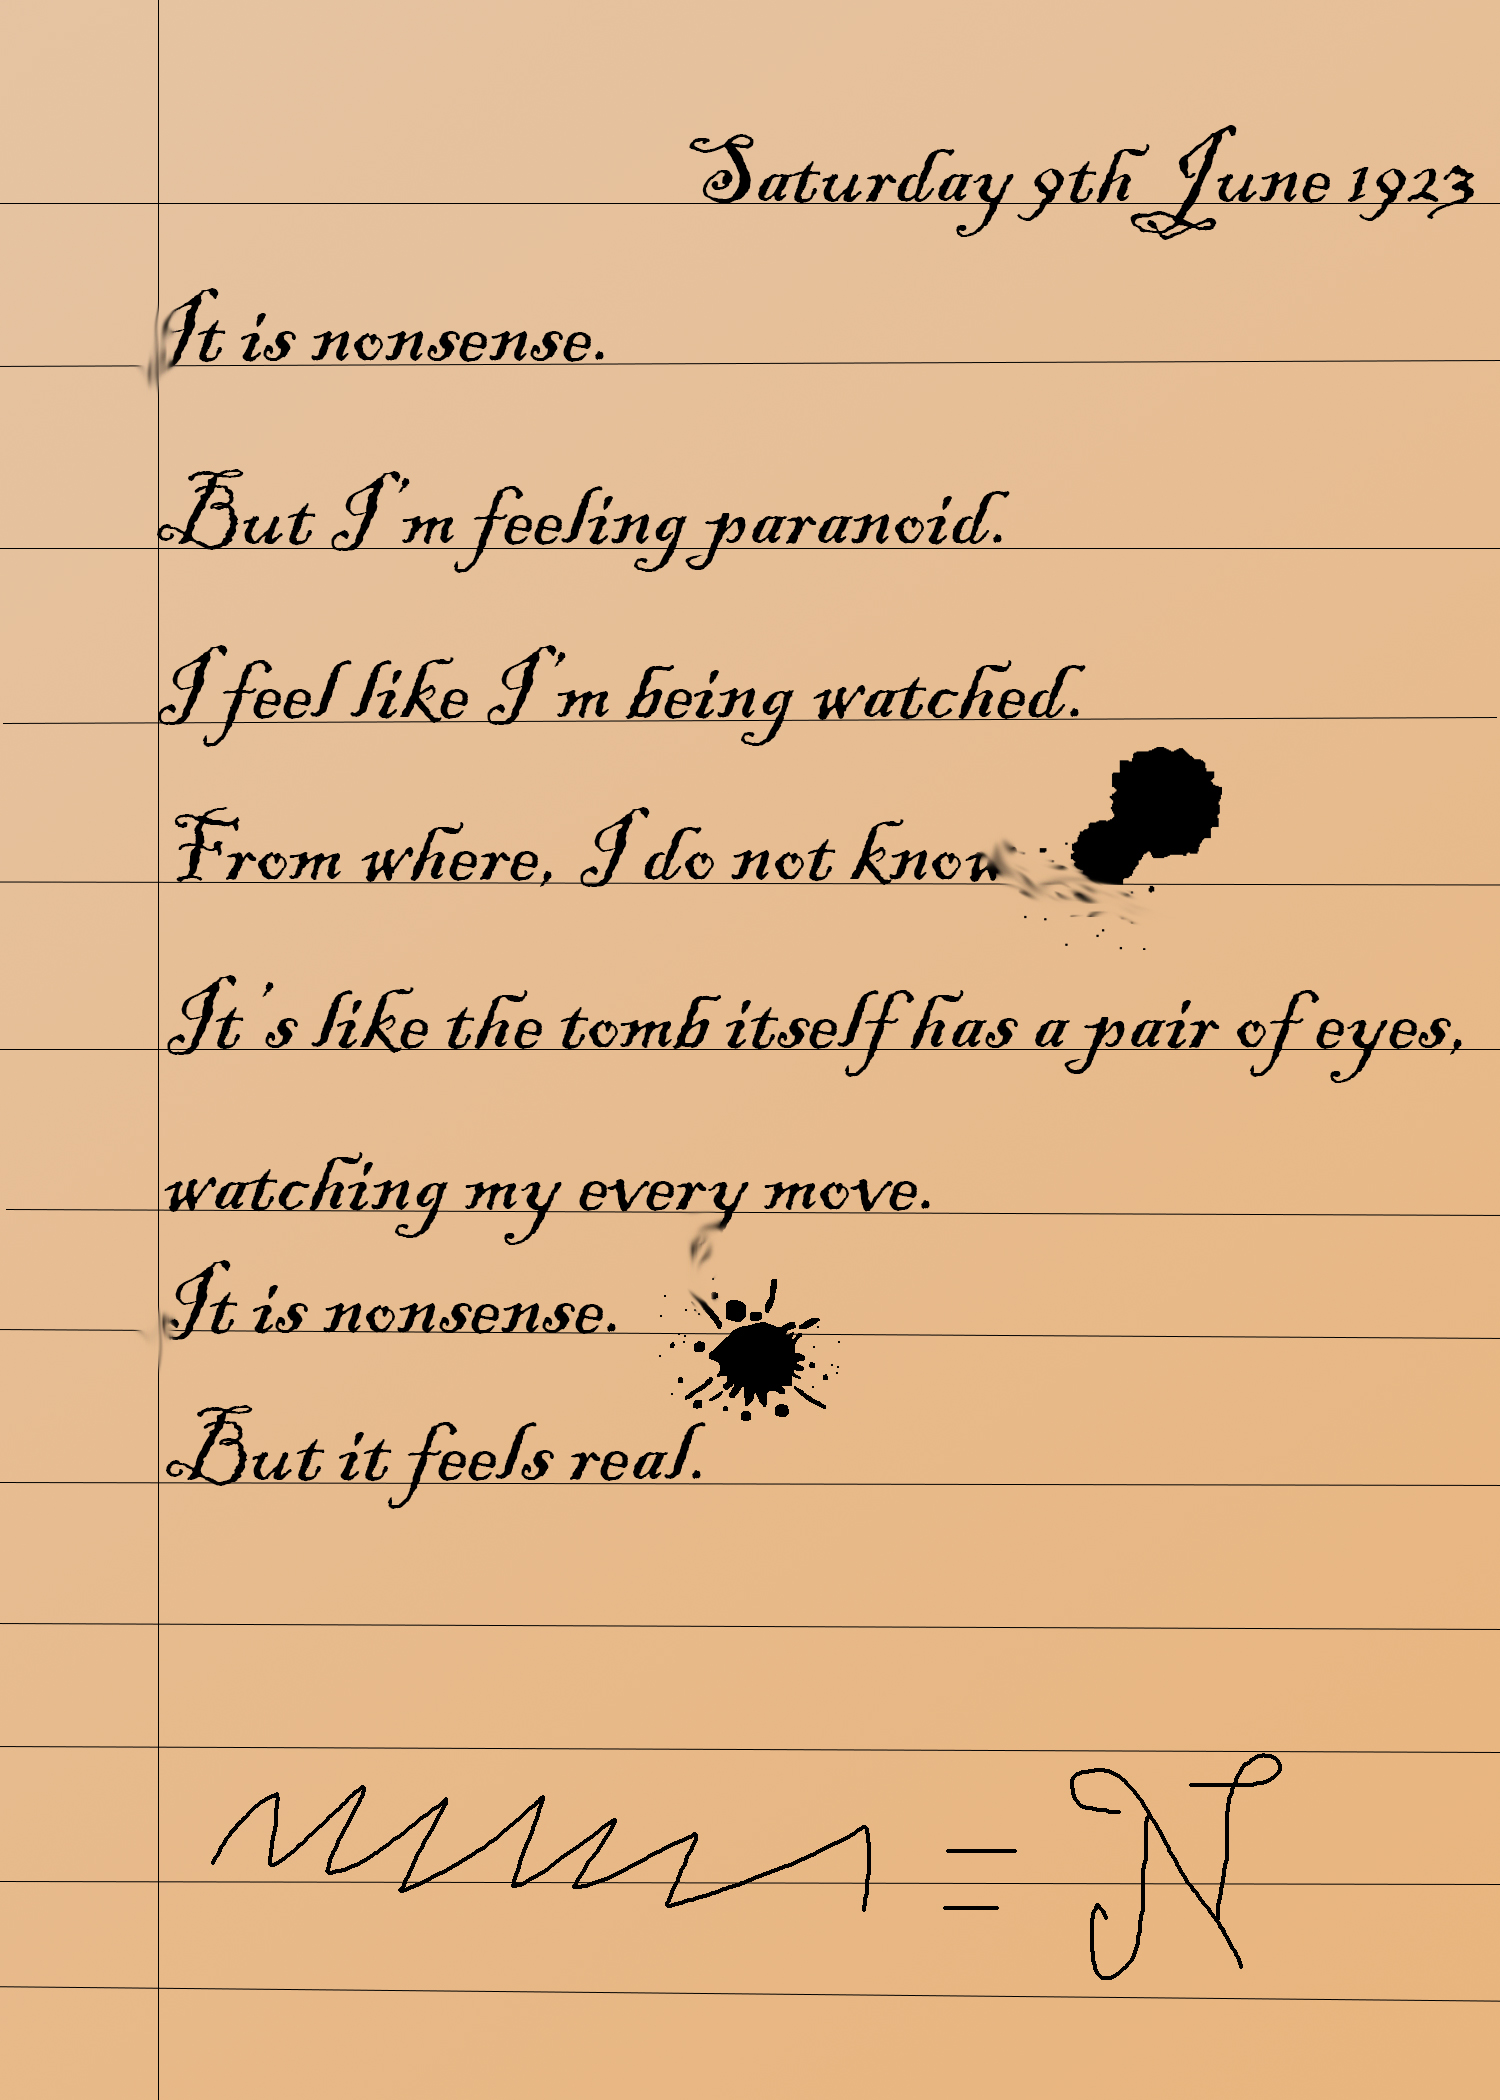 Saturday 9th June 1923
It is nonsense.
But I'm feeling paranoid.
I feel like I'm being watched.
From where, I do not know
It's like the tomb itself has a pair of eyes,
watching my every move.
It is nonsense.
But it feels real.
= N